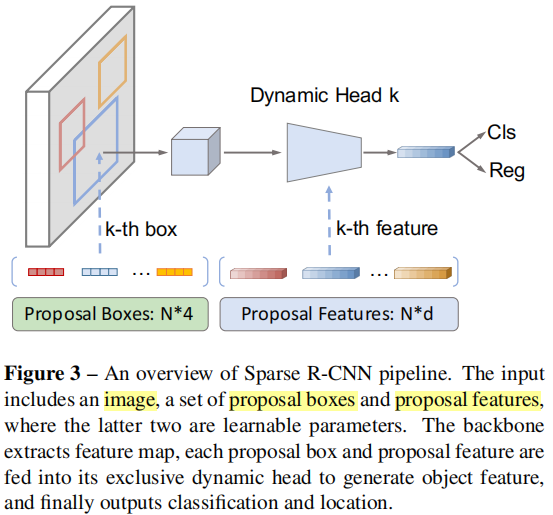 Dynamic Head k
Cls
Reg
k-th box
k-th feature
...
...
Proposal Boxes: N*4
Proposal Features: N*d
Figure 3 – An overview of Sparse R-CNN pipeline. The input
includes an image, a set of proposal boxes and proposal features,
where the latter two are learnable parameters. The backbone
extracts feature map, each proposal box and proposal feature are
fed into its exclusive dynamic head to generate object feature,
and finally outputs classification and location.